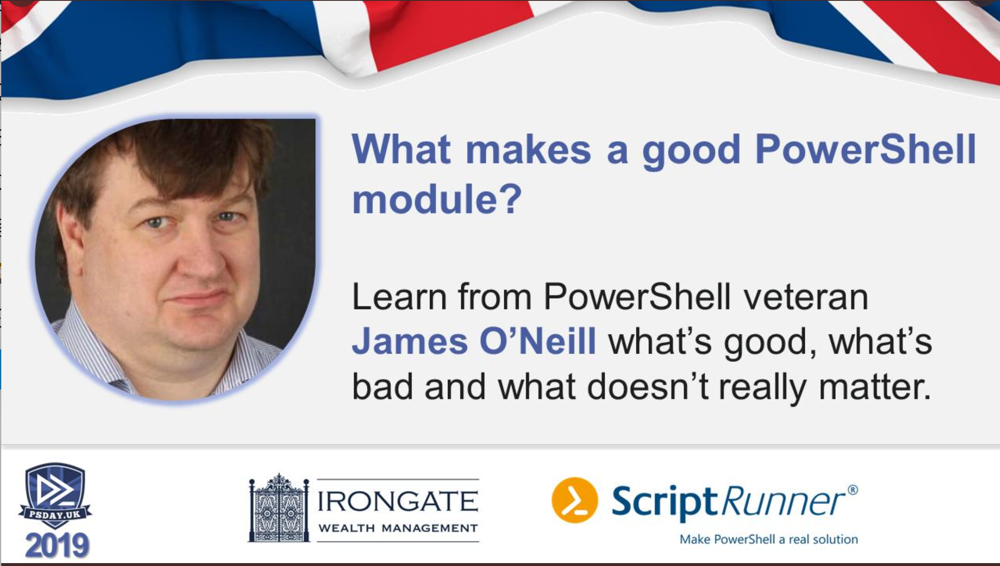 What makes a good PowerShell
module?
Learn from PowerShell veteran
James O’Neill what’s good, what’s
bad and what doesn’t really matter.
PSDAY.UK
2019
IRONGATE
WEALTH MANAGEMENT
ScriptRunner®
Make PowerShell a real solution